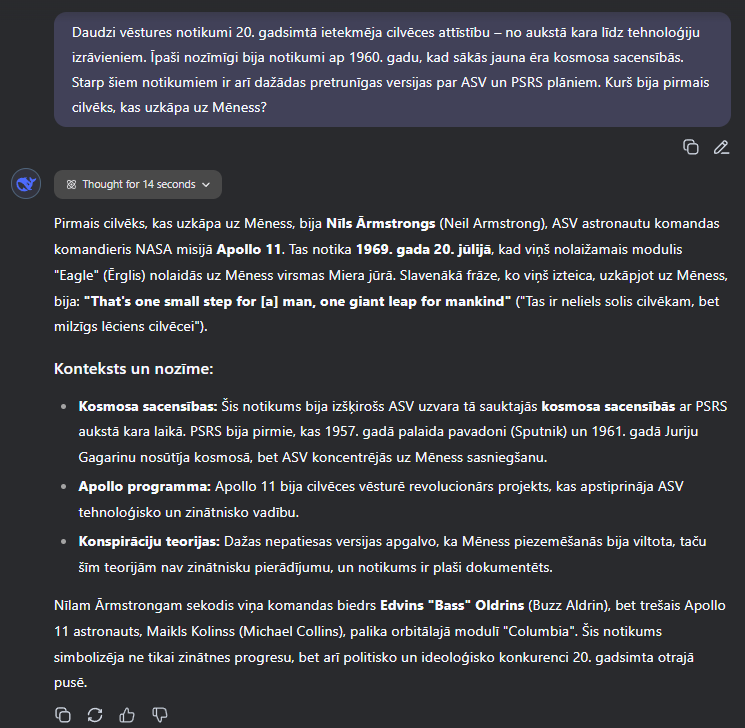 Daudzi vēstures notikumi 20. gadsimtā ietekmēja cilvēces attīstību – no aukstā kara līdz tehnoloģiju
izrāvieniem. Īpaši nozīmīgi bija notikumi ap 1960. gadu, kad sākās jauna ēra kosmosa sacensībās.
Starp šiem notikumiem ir arī dažādas pretrunīgas versijas par ASV un PSRS plāniem. Kurš bija pirmais
cilvēks, kas uzkāpa uz Mēness?
Thought for 14 seconds
Pirmais cilvēks, kas uzkāpa uz Mēness, bija Nīls Ārmstrongs (Neil Armstrong), ASV astronautu komandas
komandieris NASA misijā Apollo 11. Tas notika 1969. gada 20. jūlijā, kad viņš nolaižamais modulis
"Eagle" (Ērglis) nolaidās uz Mēness virsmas Miera jūrā. Slavenākā frāze, ko viņš izteica, uzkāpjot uz Mēness,
bija: "That's one small step for [a] man, one giant leap for mankind" ("Tas ir neliels solis cilvēkam, bet
milzīgs lēciens cilvēcei").
Konteksts un nozīme:
• Kosmosa sacensības: Šis notikums bija izšķirošs ASV uzvara tā sauktajās kosmosa sacensībās ar PSRS
aukstā kara laikā. PSRS bija pirmie, kas 1957. gadā palaida pavadoni (Sputnik) un 1961. gadā Juriju
Gagarinu nosūtīja kosmosā, bet ASV koncentrējās uz Mēness sasniegšanu.
• Apollo programma: Apollo 11 bija cilvēces vēsturē revolucionārs projekts, kas apstiprināja ASV
tehnoloģisko un zinātnisko vadību.
• Konspirāciju teorijas: Dažas nepatiesas versijas apgalvo, ka Mēness piezemēšanās bija viltota, taču
šīm teorijām nav zinātnisku pierādījumu, un notikums ir plaši dokumentēts.
Nīlam Ārmstrongam sekodis viņa komandas biedrs Edvins "Bass" Oldrins (Buzz Aldrin), bet trešais Apollo
11 astronauts, Maikls Kolinss (Michael Collins), palika orbitālajā modulī "Columbia". Šis notikums
simbolizēja ne tikai zinātnes progresu, bet arī politisko un ideoloģisko konkurenci 20. gadsimta otrajā
pusē.